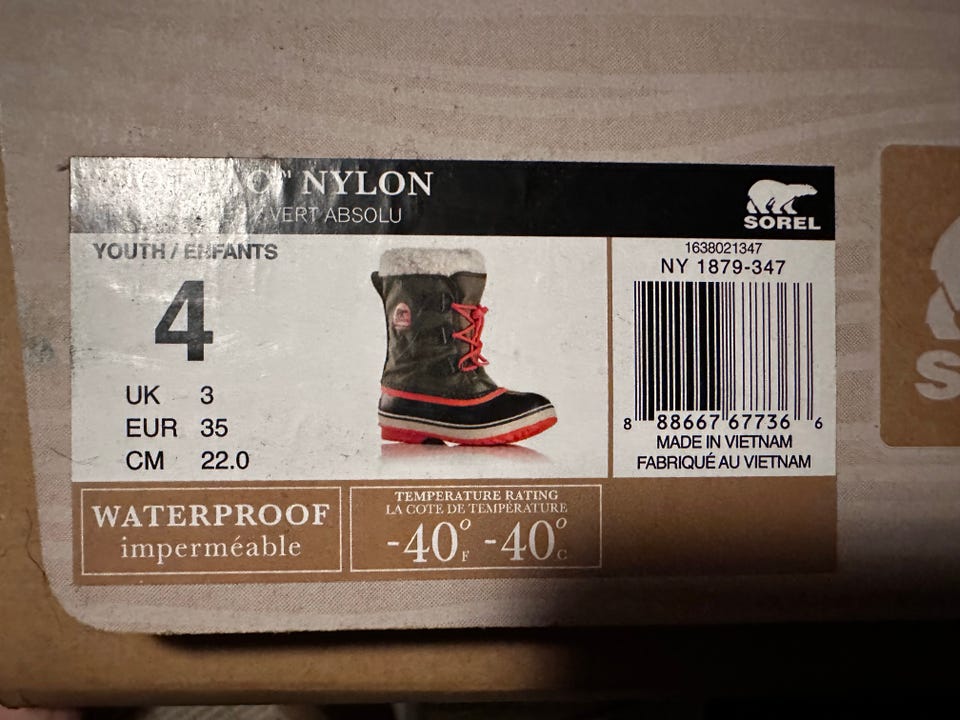 NYLON
VERT ABSOLU
SOREL
YOUTH / ENFANTS
4
UK 3
EUR 35
CM 22.0
1638021347
NY 1879-347
8 88667 67736 6
MADE IN VIETNAM
FABRIQUÉ AU VIETNAM
WATERPROOF
imperméable
TEMPERATURE RATING
LA COTE DE TEMPÉRATURE
-40°F -40°C
S